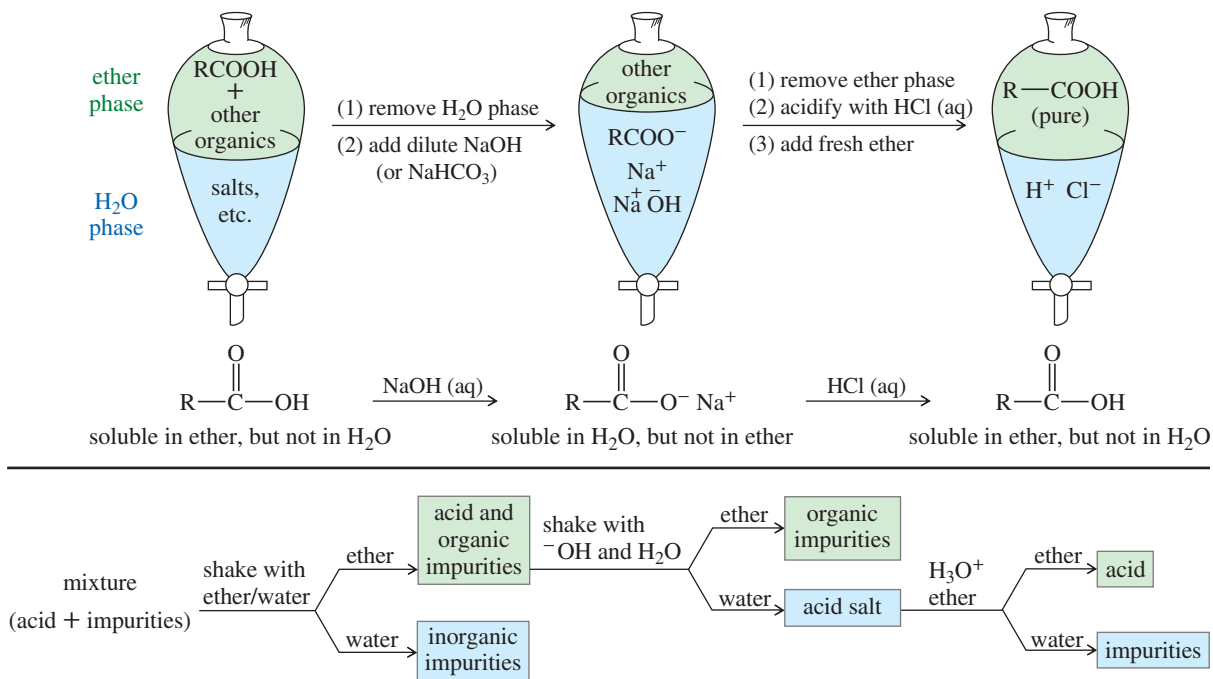 ether
phase
H₂O
phase
RCOOH
+
other
organics
salts,
etc.
(1) remove H₂O phase
(2) add dilute NaOH
(or NaHCO₃)
other
organics
RCOO⁻
Na⁺
Na⁺ ⁻OH
(1) remove ether phase
(2) acidify with HCl (aq)
(3) add fresh ether
R—COOH
(pure)
H⁺ Cl⁻
O
R—C—OH
soluble in ether, but not in H₂O
NaOH (aq)
O
R—C—O⁻ Na⁺
soluble in H₂O, but not in ether
HCl (aq)
O
R—C—OH
soluble in ether, but not in H₂O
mixture
(acid + impurities)
shake with
ether/water
ether
acid and
organic
impurities
water
inorganic
impurities
shake with
⁻OH and H₂O
ether
organic
impurities
water
acid salt
H₃O⁺
ether
ether
acid
water
impurities